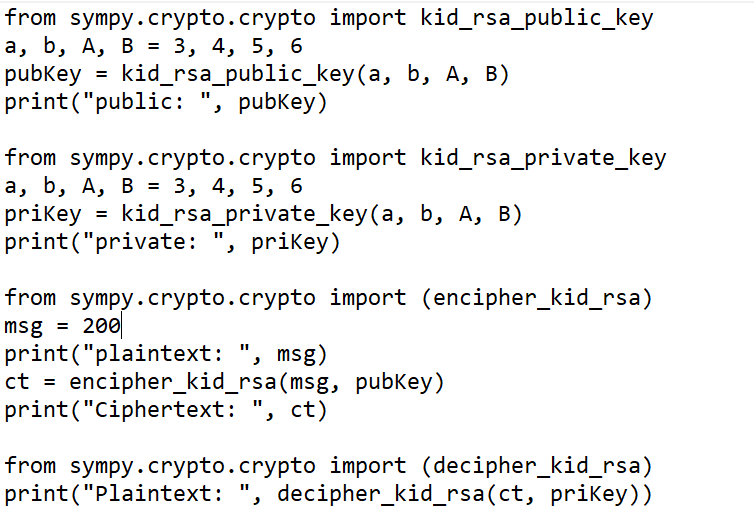 from sympy.crypto.crypto import kid_rsa_public_key
a, b, A, B = 3, 4, 5, 6
pubKey = kid_rsa_public_key(a, b, A, B)
print("public: ", pubKey)
from sympy.crypto.crypto import kid_rsa_private_key
a, b, A, B = 3, 4, 5, 6
priKey = kid_rsa_private_key(a, b, A, B)
print("private: ", priKey)
from sympy.crypto.crypto import (encipher_kid_rsa)
msg = 200
print("plaintext: ", msg)
ct = encipher_kid_rsa(msg, pubKey)
print("Ciphertext: ", ct)
from sympy.crypto.crypto import (decipher_kid_rsa)
print("Plaintext: ", decipher_kid_rsa(ct, priKey))